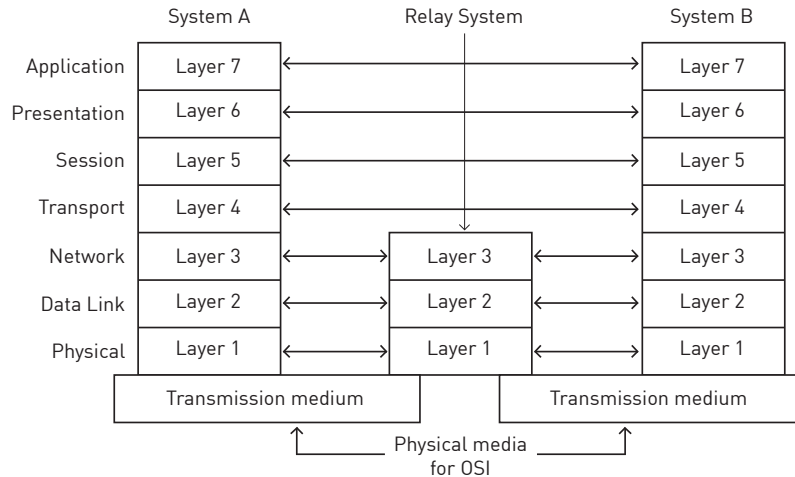 System A Relay System System B
Application Layer 7 Layer 7
Presentation Layer 6 Layer 6
Session Layer 5 Layer 5
Transport Layer 4 Layer 4
Network Layer 3 Layer 3 Layer 3
Data Link Layer 2 Layer 2 Layer 2
Physical Layer 1 Layer 1 Layer 1
Transmission medium Transmission medium
Physical media
for OSI